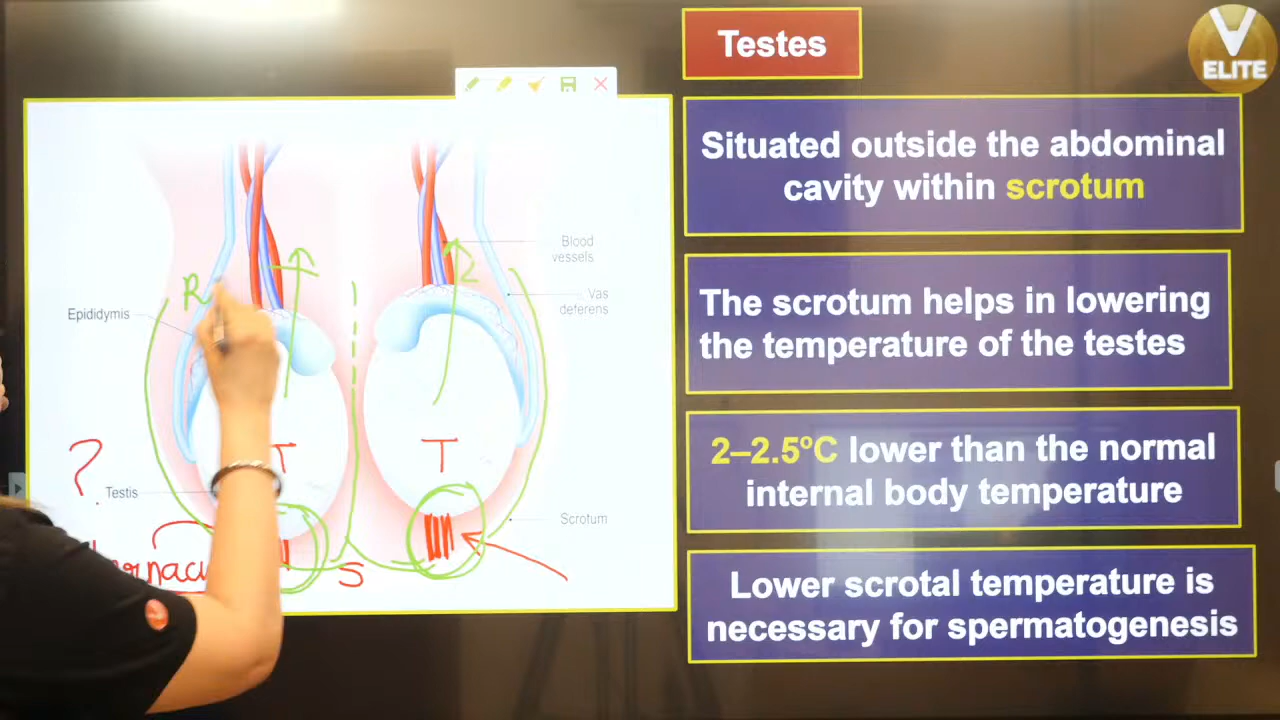 Testes
V
ELITE
Situated outside the abdominal
cavity within scrotum
The scrotum helps in lowering
the temperature of the testes
2–2.5ºC lower than the normal
internal body temperature
Lower scrotal temperature is
necessary for spermatogenesis
Blood
vessels
R
Vas
deferens
Epididymis
T
T
?
Testis
Scrotum
S